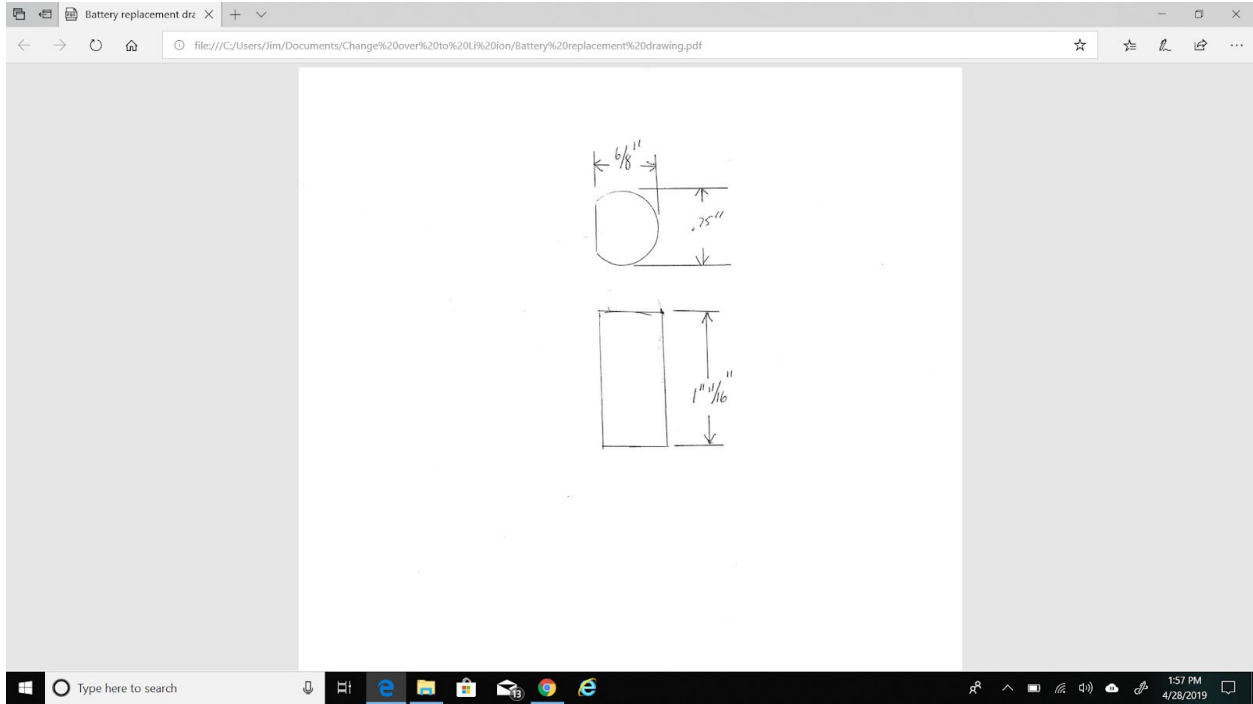 Battery replacement dra
file:///C:/Users/Jim/Documents/Change%20over%20to%20Li%20ion/Battery%20replacement%20drawing.pdf
6/8"
.75"
1" 11/16"
Type here to search
13
1:57 PM
4/28/2019